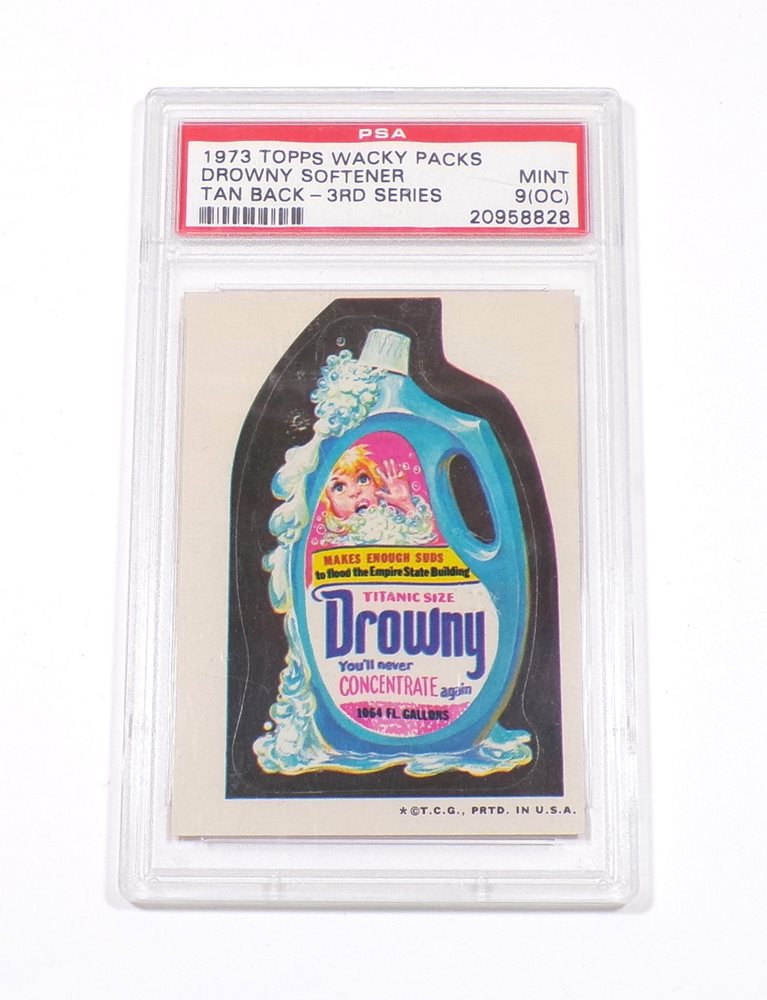 PSA
1973 TOPPS WACKY PACKS
DROWNY SOFTENER MINT
TAN BACK – 3RD SERIES 9(OC)
20958828
MAKES ENOUGH SUDS
to flood the Empire State Building
TITANIC SIZE
Drowny
You'll never
CONCENTRATE again
1064 FL. GALLONS
*©T.C.G., PRTD. IN U.S.A.